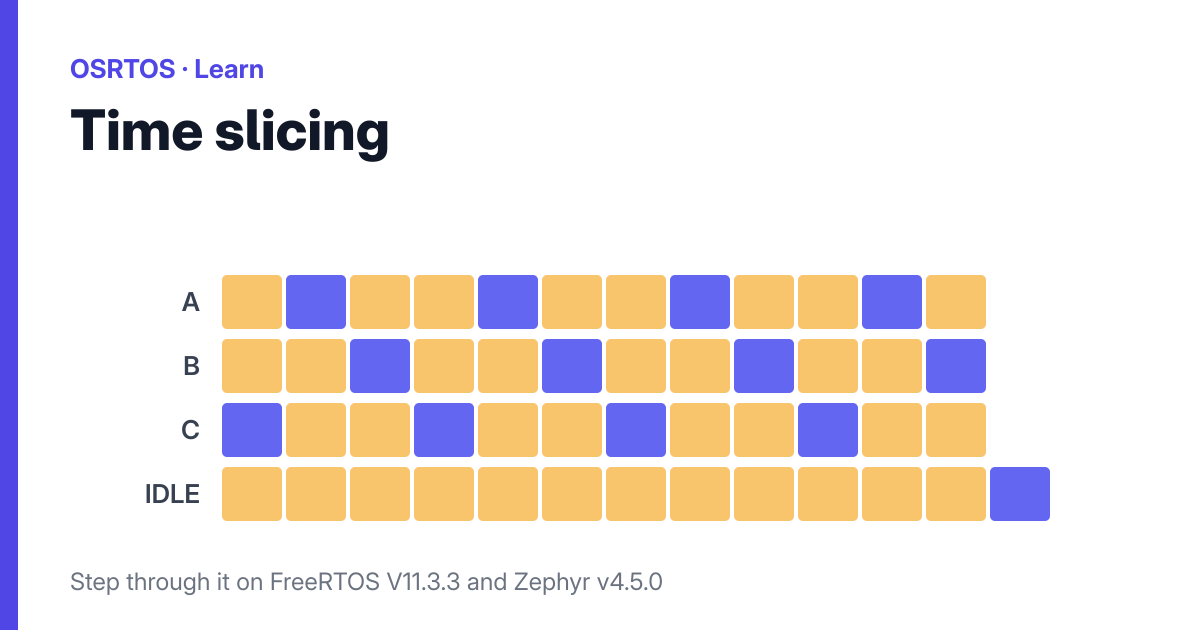 OSRTOS · Learn
Time slicing
A
B
C
IDLE
Step through it on FreeRTOS V11.3.3 and Zephyr v4.5.0